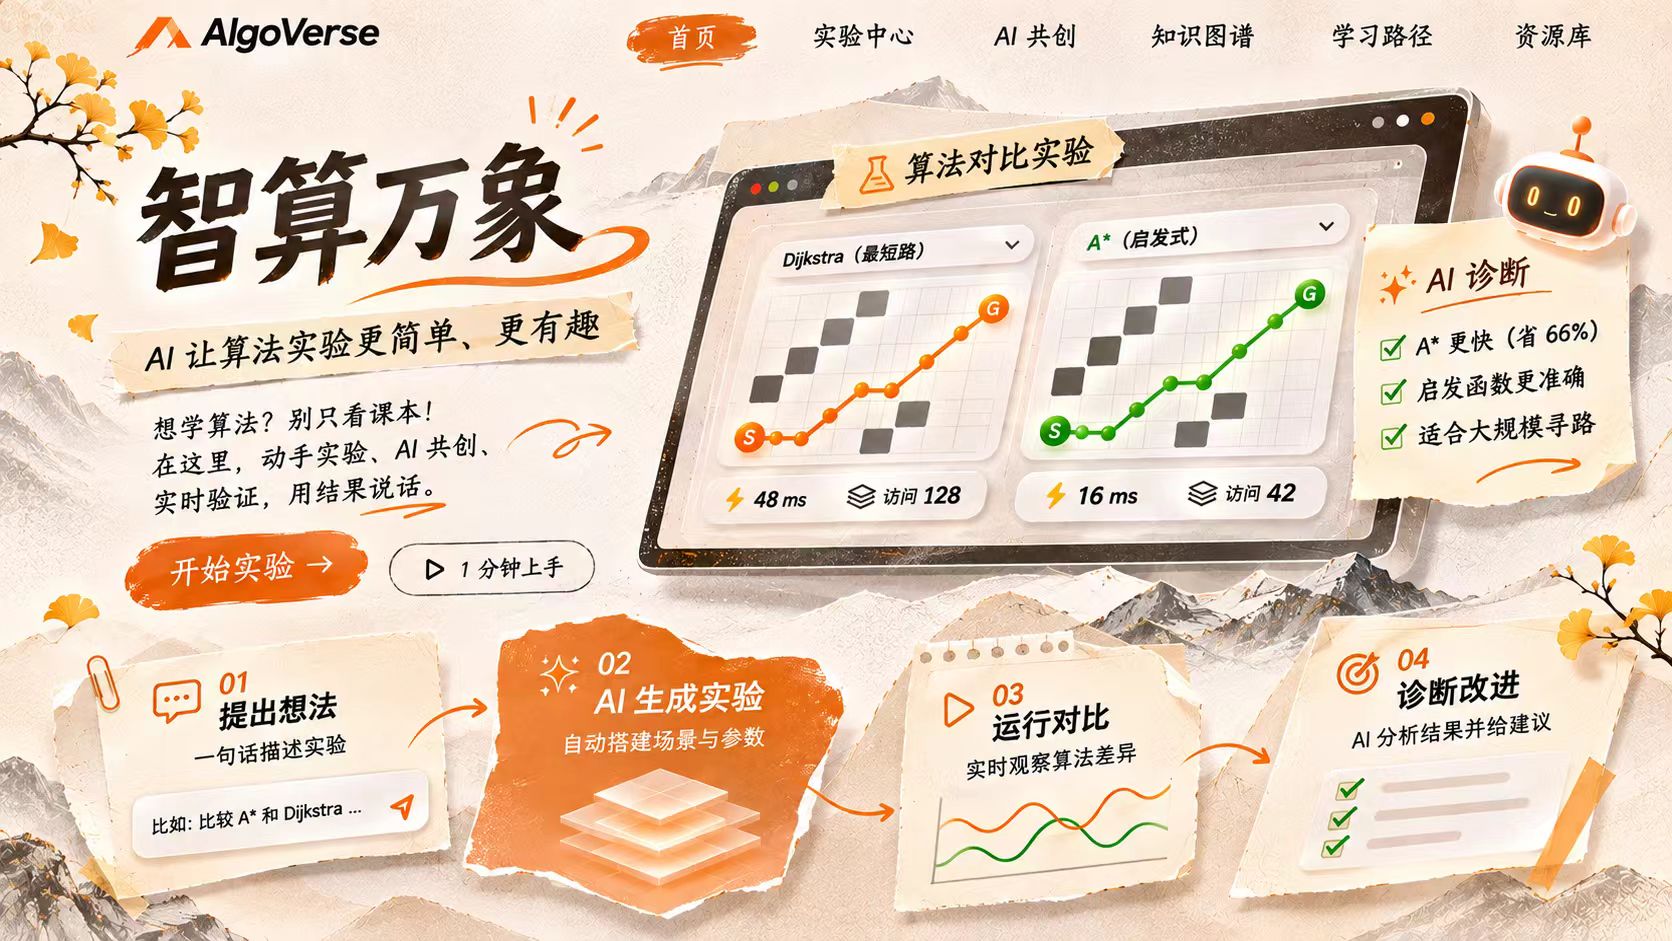 AlgoVerse
首页
实验中心
AI 共创
知识图谱
学习路径
资源库
智算万象
AI 让算法实验更简单、更有趣
想学算法？别只看课本！
在这里，动手实验、AI 共创、
实时验证，用结果说话。
开始实验 →
1 分钟上手
算法对比实验
Dijkstra（最短路）
S
G
48 ms
访问 128
A*（启发式）
S
G
16 ms
访问 42
AI 诊断
A* 更快（省 66%）
启发函数更准确
适合大规模寻路
01
提出想法
一句话描述实验
比如: 比较 A* 和 Dijkstra ...
02
AI 生成实验
自动搭建场景与参数
03
运行对比
实时观察算法差异
04
诊断改进
AI 分析结果并给建议